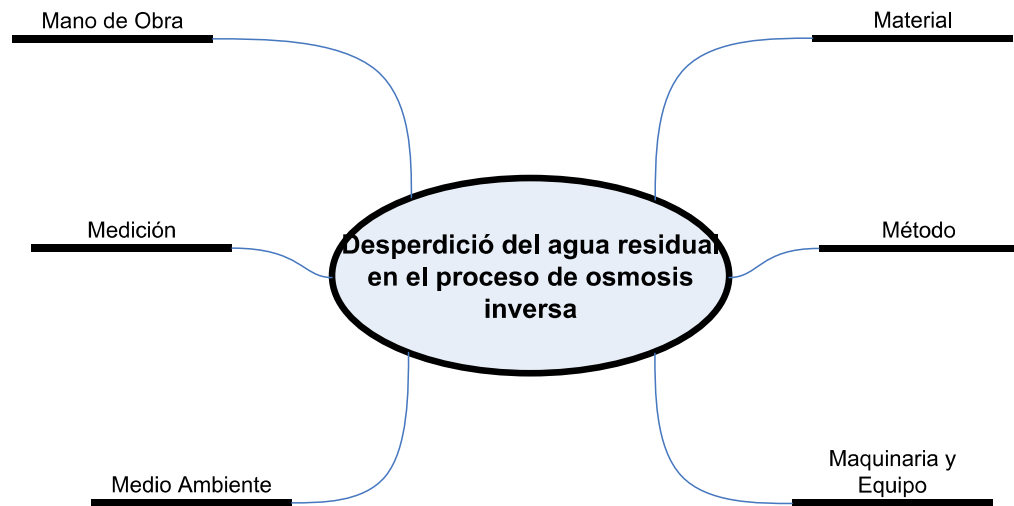 Mano de Obra
Material
Medición
Desperdició del agua residual
en el proceso de osmosis
inversa
Método
Medio Ambiente
Maquinaria y
Equipo